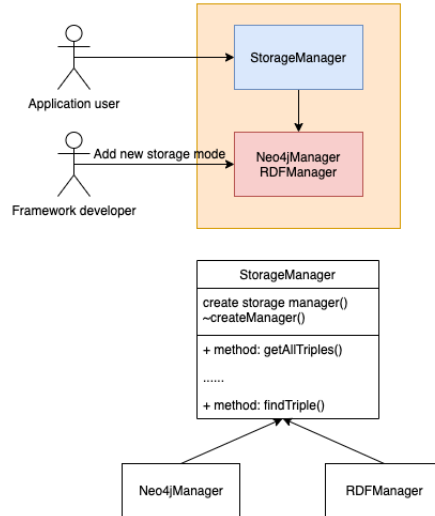 StorageManager
Application user
Add new storage mode
Neo4jManager
RDFManager
Framework developer
StorageManager
create storage manager()
~createManager()
+ method: getAllTriples()
......
+ method: findTriple()
Neo4jManager
RDFManager